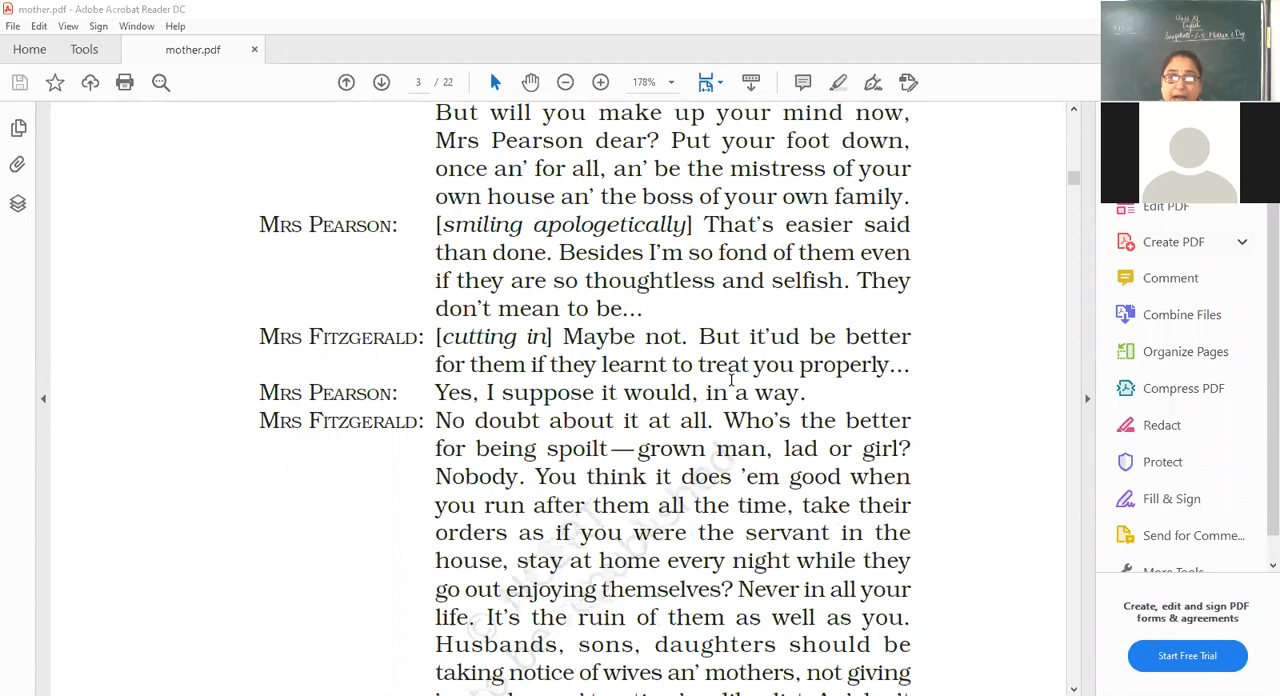 mother.pdf - Adobe Acrobat Reader DC
File Edit View Sign Window Help
Home Tools mother.pdf ×
3 / 22 178%
But will you make up your mind now,
Mrs Pearson dear? Put your foot down,
once an' for all, an' be the mistress of your
own house an' the boss of your own family.
MRS PEARSON: [smiling apologetically] That's easier said
than done. Besides I'm so fond of them even
if they are so thoughtless and selfish. They
don't mean to be…
MRS FITZGERALD: [cutting in] Maybe not. But it'ud be better
for them if they learnt to treat you properly…
MRS PEARSON: Yes, I suppose it would, in a way.
MRS FITZGERALD: No doubt about it at all. Who's the better
for being spoilt—grown man, lad or girl?
Nobody. You think it does 'em good when
you run after them all the time, take their
orders as if you were the servant in the
house, stay at home every night while they
go out enjoying themselves? Never in all your
life. It's the ruin of them as well as you.
Husbands, sons, daughters should be
taking notice of wives an' mothers, not giving
Edit PDF
Create PDF
Comment
Combine Files
Organize Pages
Compress PDF
Redact
Protect
Fill & Sign
Send for Comme...
More Tools
Create, edit and sign PDF
forms & agreements
Start Free Trial
English